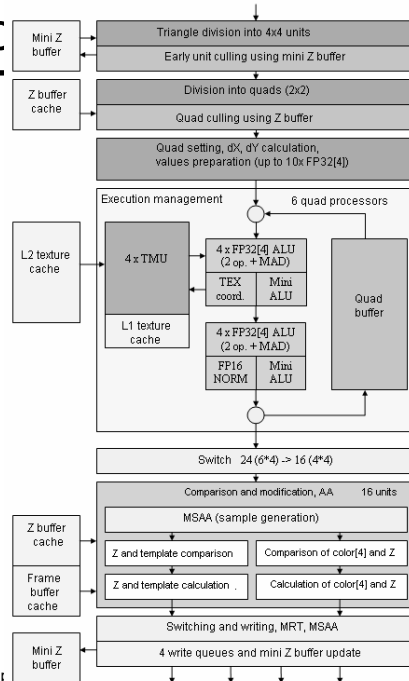 Mini Z
buffer
Triangle division into 4x4 units
Early unit culling using mini Z buffer
Z buffer
cache
Division into quads (2x2)
Quad culling using Z buffer
Quad setting, dX, dY calculation,
values preparation (up to 10x FP32[4])
Execution management
6 quad processors
L2 texture
cache
4 x TMU
L1 texture
cache
4 x FP32[4] ALU
(2 op. + MAD)
TEX
coord.
Mini
ALU
4 x FP32[4] ALU
(2 op. + MAD)
FP16
NORM
Mini
ALU
Quad
buffer
Switch 24 (6*4) -> 16 (4*4)
Comparison and modification, AA 16 units
MSAA (sample generation)
Z buffer
cache
Z and template comparison
Comparison of color[4] and Z
Frame
buffer
cache
Z and template calculation .
Calculation of color[4] and Z
Switching and writing, MRT, MSAA
Mini Z
buffer
4 write queues and mini Z buffer update